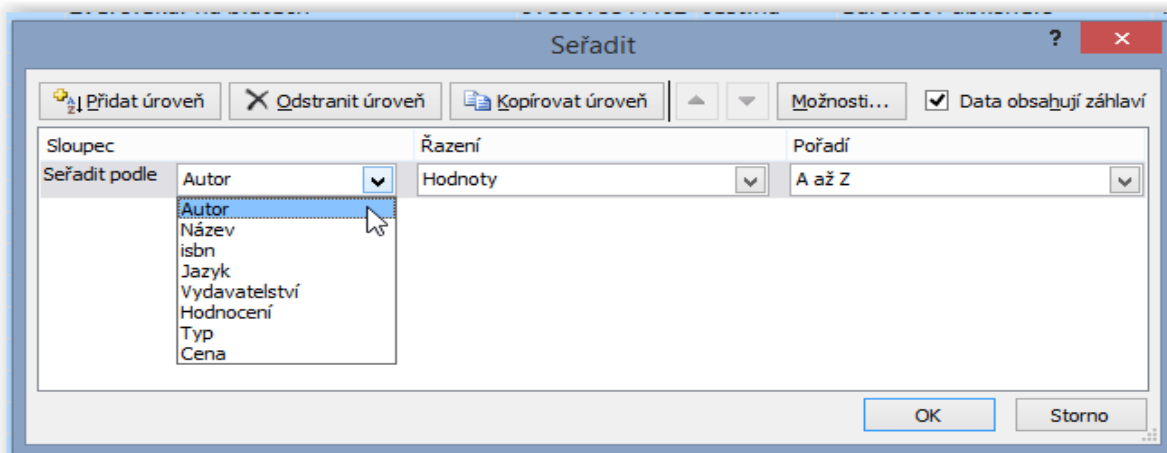 Seřadit
?
Přidat úroveň Odstranit úroveň Kopírovat úroveň Možnosti... Data obsahují záhlaví
Sloupec Řazení Pořadí
Seřadit podle Autor Hodnoty A až Z
Autor
Název
isbn
Jazyk
Vydavatelství
Hodnocení
Typ
Cena
OK Storno